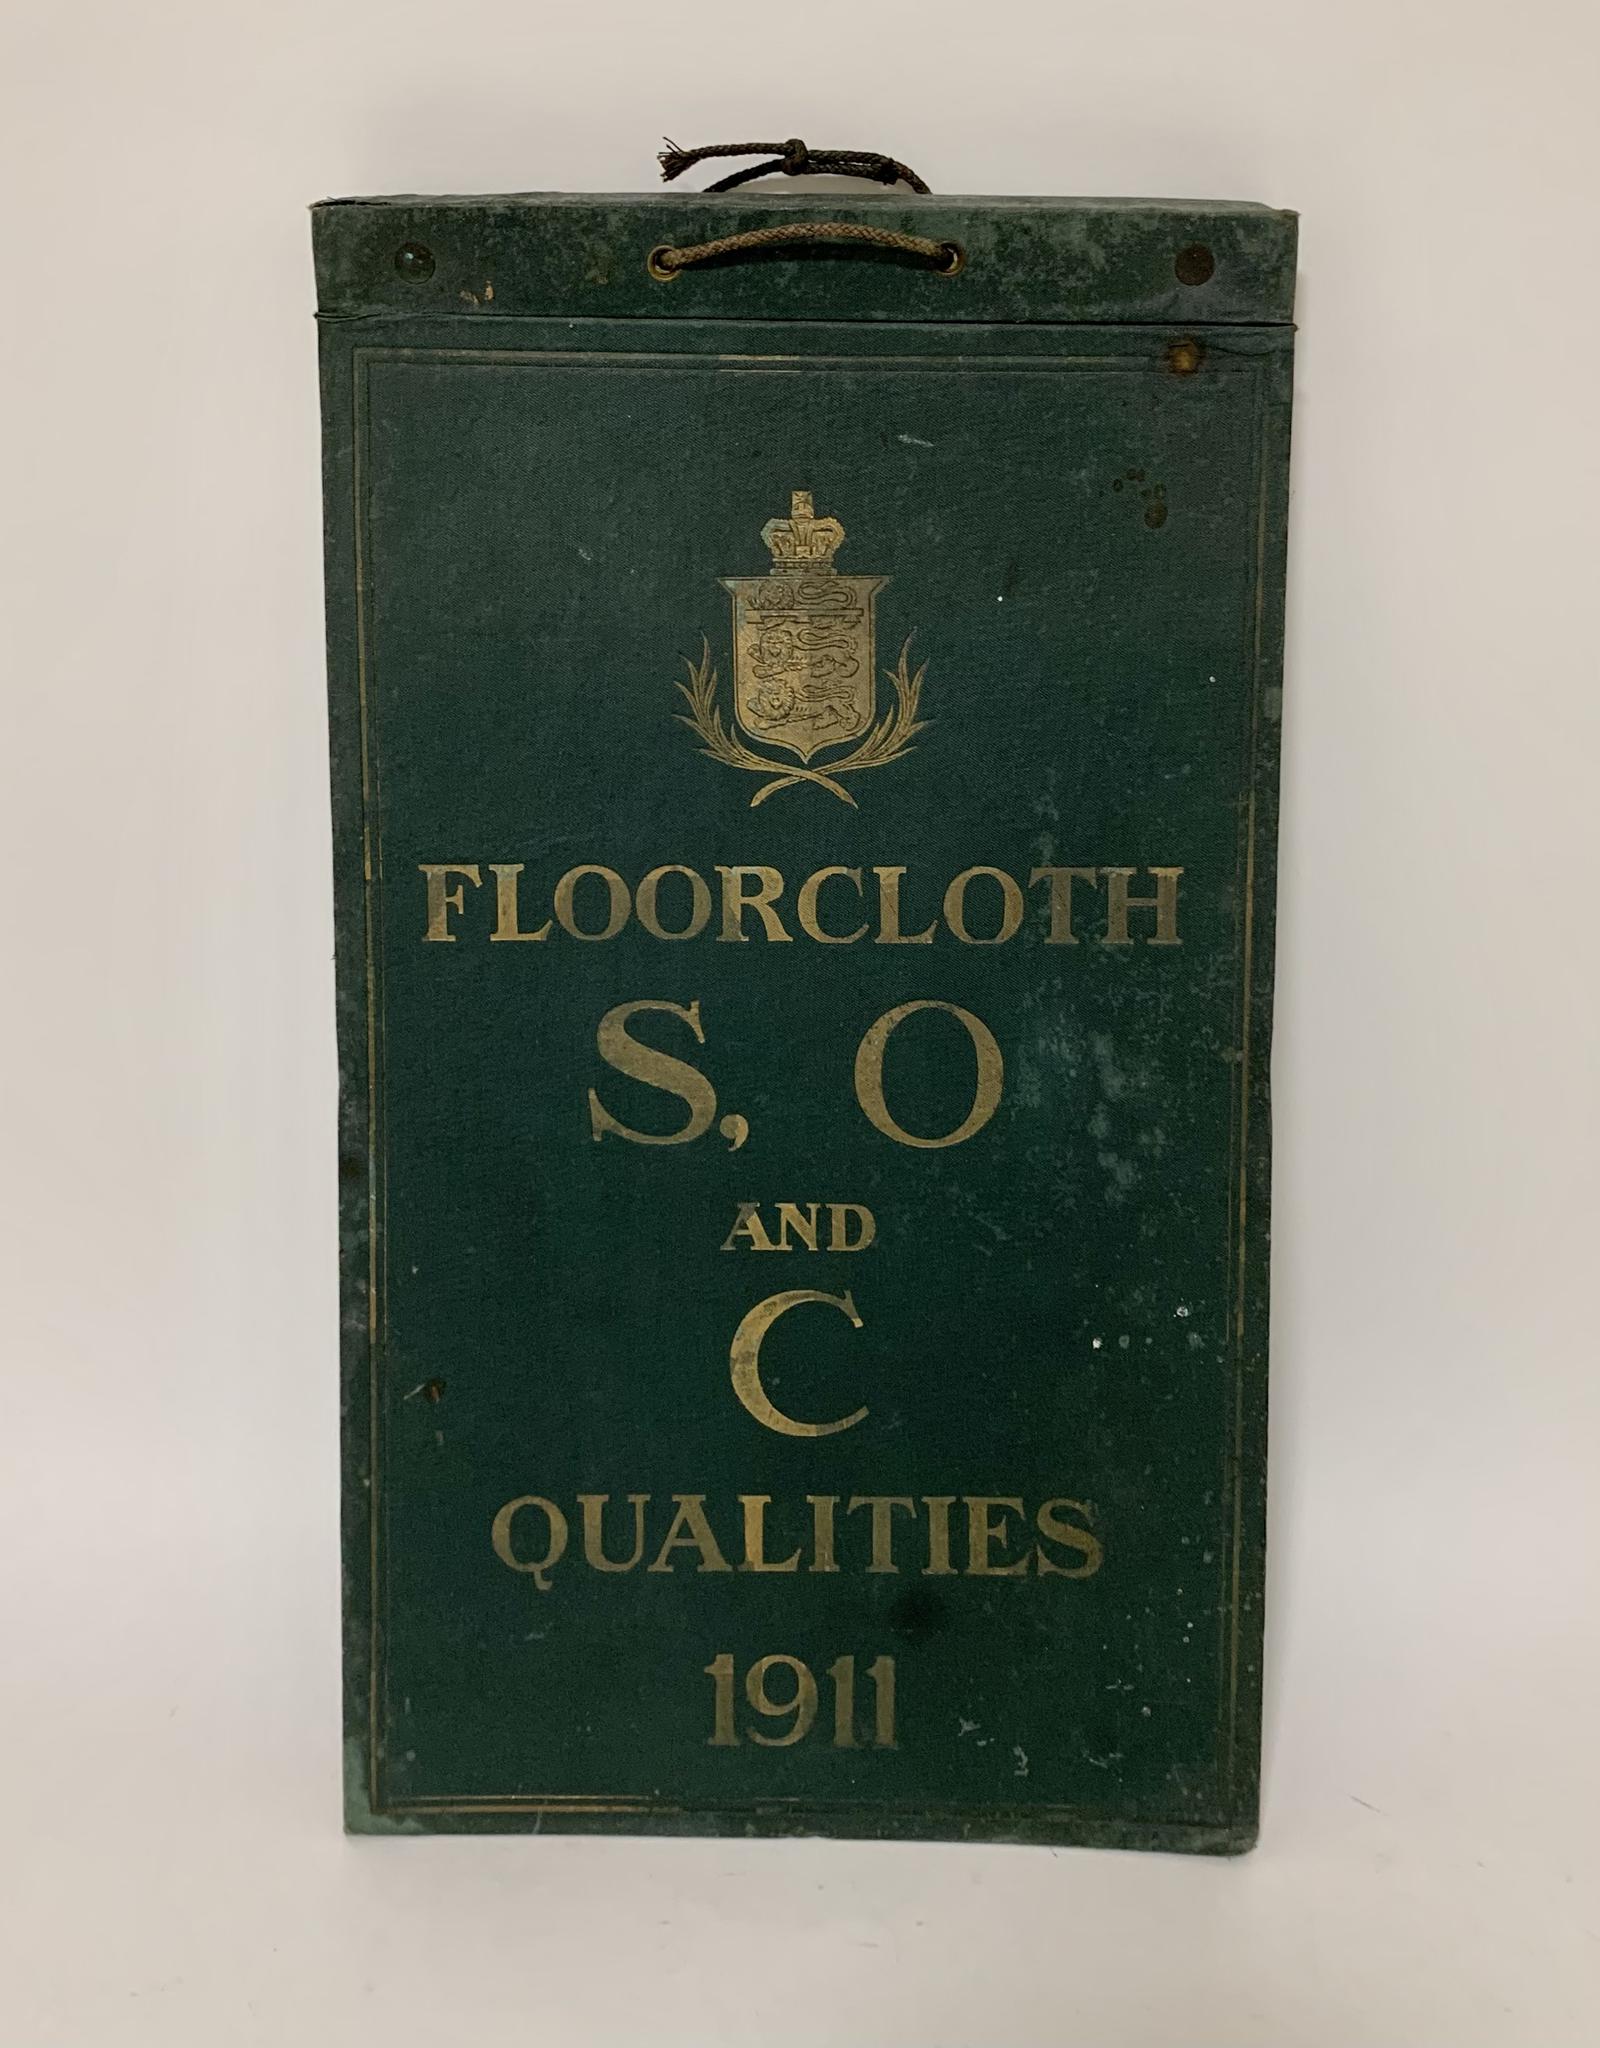 FLOORCLOTH
S, O
AND
C
QUALITIES
1911